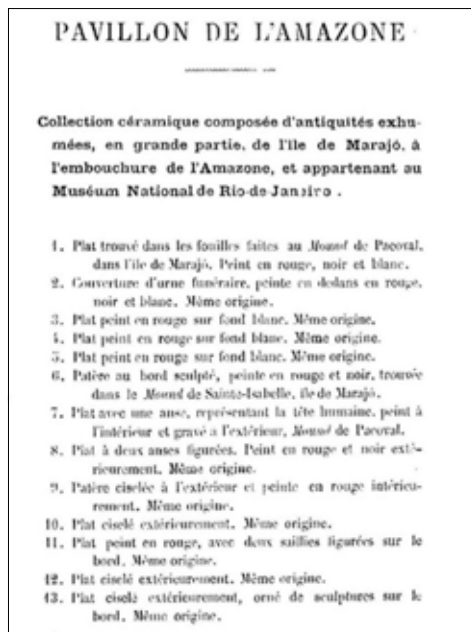 PAVILLON DE L'AMAZONE
Collection céramique composée d'antiquités exhu-
mées, en grande partie, de l'île de Marajó, à
l'embouchure de l'Amazone, et appartenant au
Muséum National de Rio-de-Janeiro .
1. Plat trouvé dans les fouilles faites au Mound de Pacoval,
dans l'île de Marajó. Peint en rouge, noir et blanc.
2. Couverture d'urne funéraire, peinte en dedans en rouge,
noir et blanc. Même origine.
3. Plat peint en rouge sur fond blanc. Même origine.
4. Plat peint en rouge sur fond blanc. Même origine.
5. Plat peint en rouge sur fond blanc. Même origine.
6. Patère au bord sculpté, peinte en rouge et noir, trouvée
dans le Mound de Sainte-Isabelle, île de Marajó.
7. Plat avec une anse, représentant la tête humaine, peint à
l'intérieur et gravé a l'extérieur, Mound de Pacoval.
8. Plat à deux anses figurées. Peint en rouge et noir exté-
rieurement. Même origine.
9. Patère ciselée à l'extérieur et peinte en rouge intérieu-
rement. Même origine.
10. Plat ciselé extérieurement. Même origine.
11. Plat peint en rouge, avec deux saillies figurées sur le
bord. Même origine.
12. Plat ciselé extérieurement. Même origine.
13. Plat ciselé extérieurement, orné de sculptures sur le
bord. Même origine.